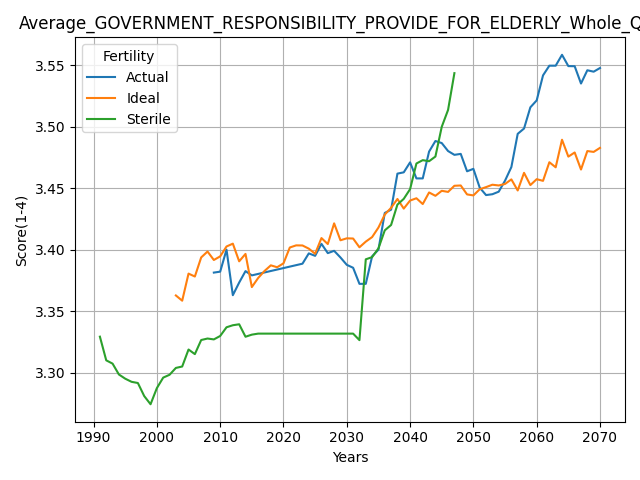 Average_GOVERNMENT_RESPONSIBILITY_PROVIDE_FOR_ELDERLY_Whole_Q
Fertility
Actual
Ideal
Sterile
3.55
3.50
3.45
3.40
3.35
3.30
Score(1-4)
1990 2000 2010 2020 2030 2040 2050 2060 2070
Years